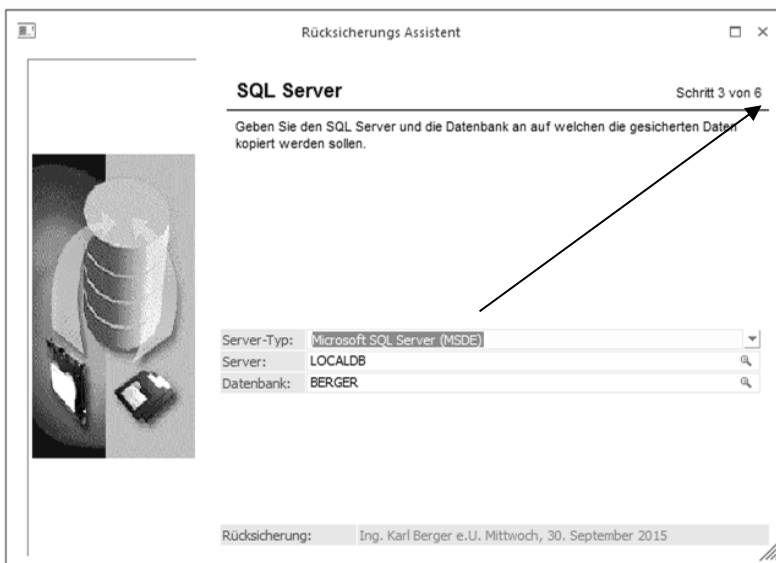 Rücksicherungs Assistent
SQL Server
Schritt 3 von 6
Geben Sie den SQL Server und die Datenbank an auf welchen die gesicherten Daten
kopiert werden sollen.
Server-Typ: Microsoft SQL Server (MSDE)
Server: LOCALDB
Datenbank: BERGER
Rücksicherung: Ing. Karl Berger e.U. Mittwoch, 30. September 2015